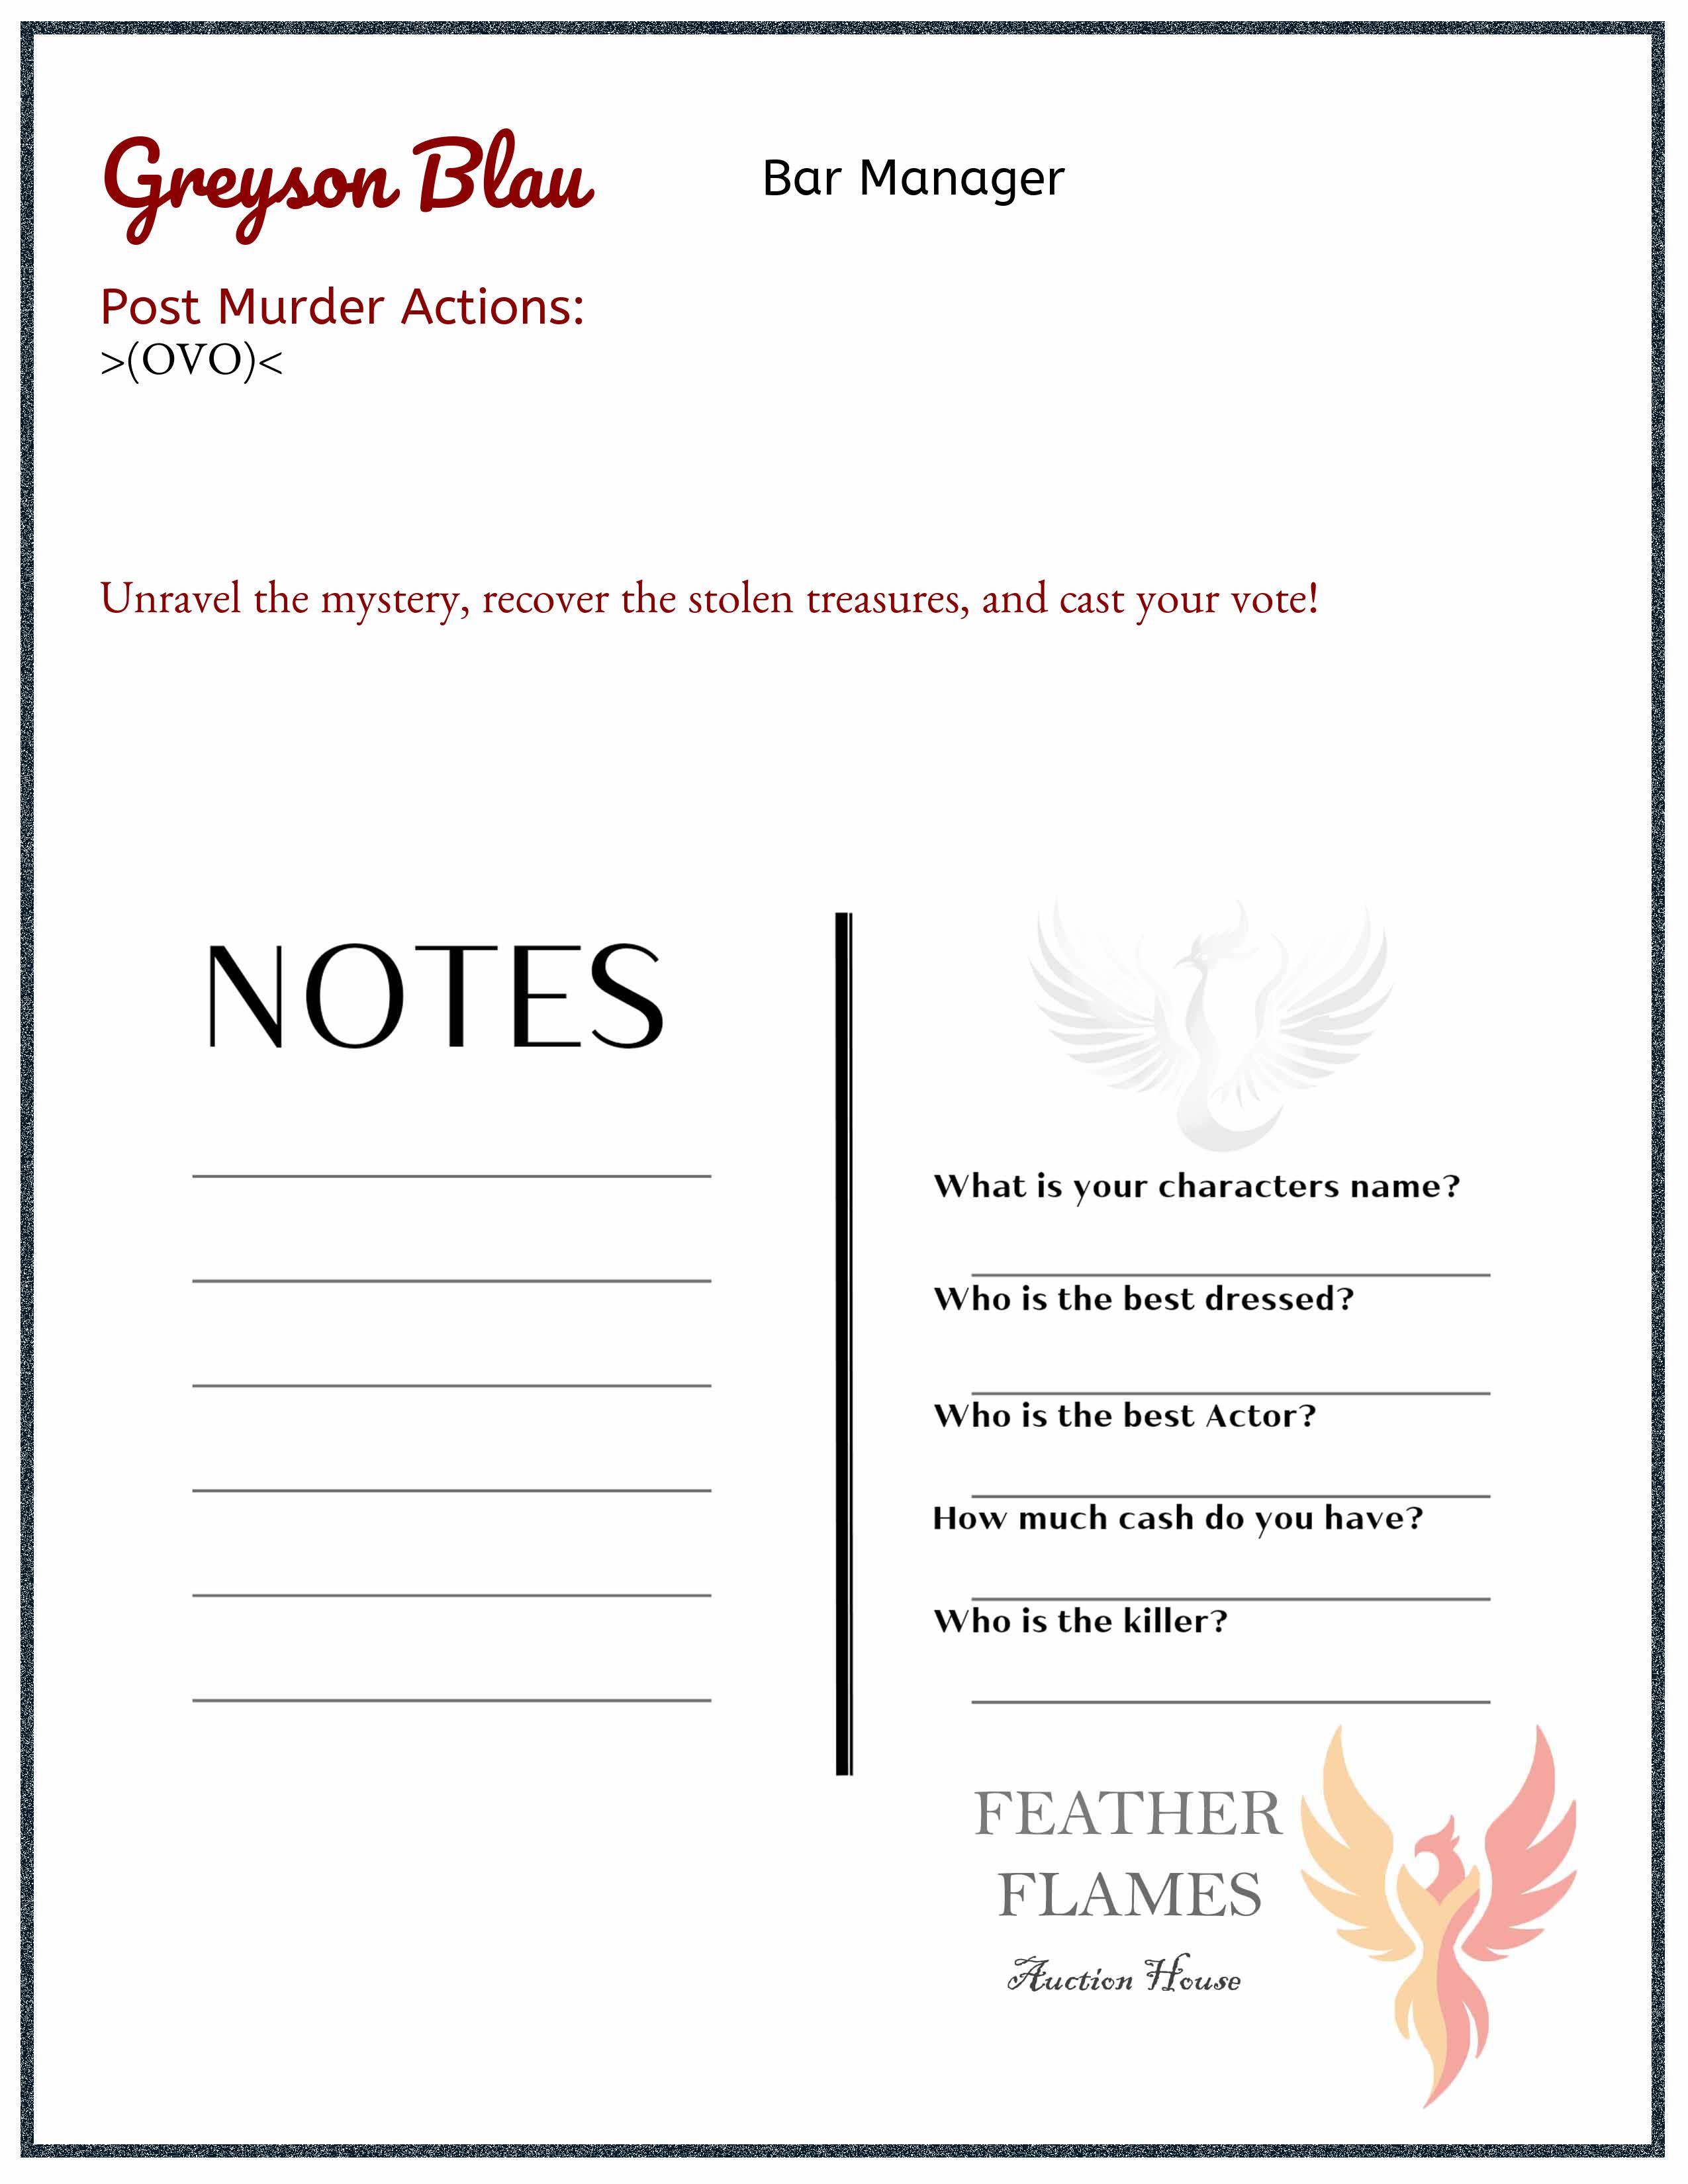 Greyson Blau
Bar Manager
Post Murder Actions:
>(OVO)<
Unravel the mystery, recover the stolen treasures, and cast your vote!
NOTES
What is your characters name?
Who is the best dressed?
Who is the best Actor?
How much cash do you have?
Who is the killer?
FEATHER
FLAMES
Auction House